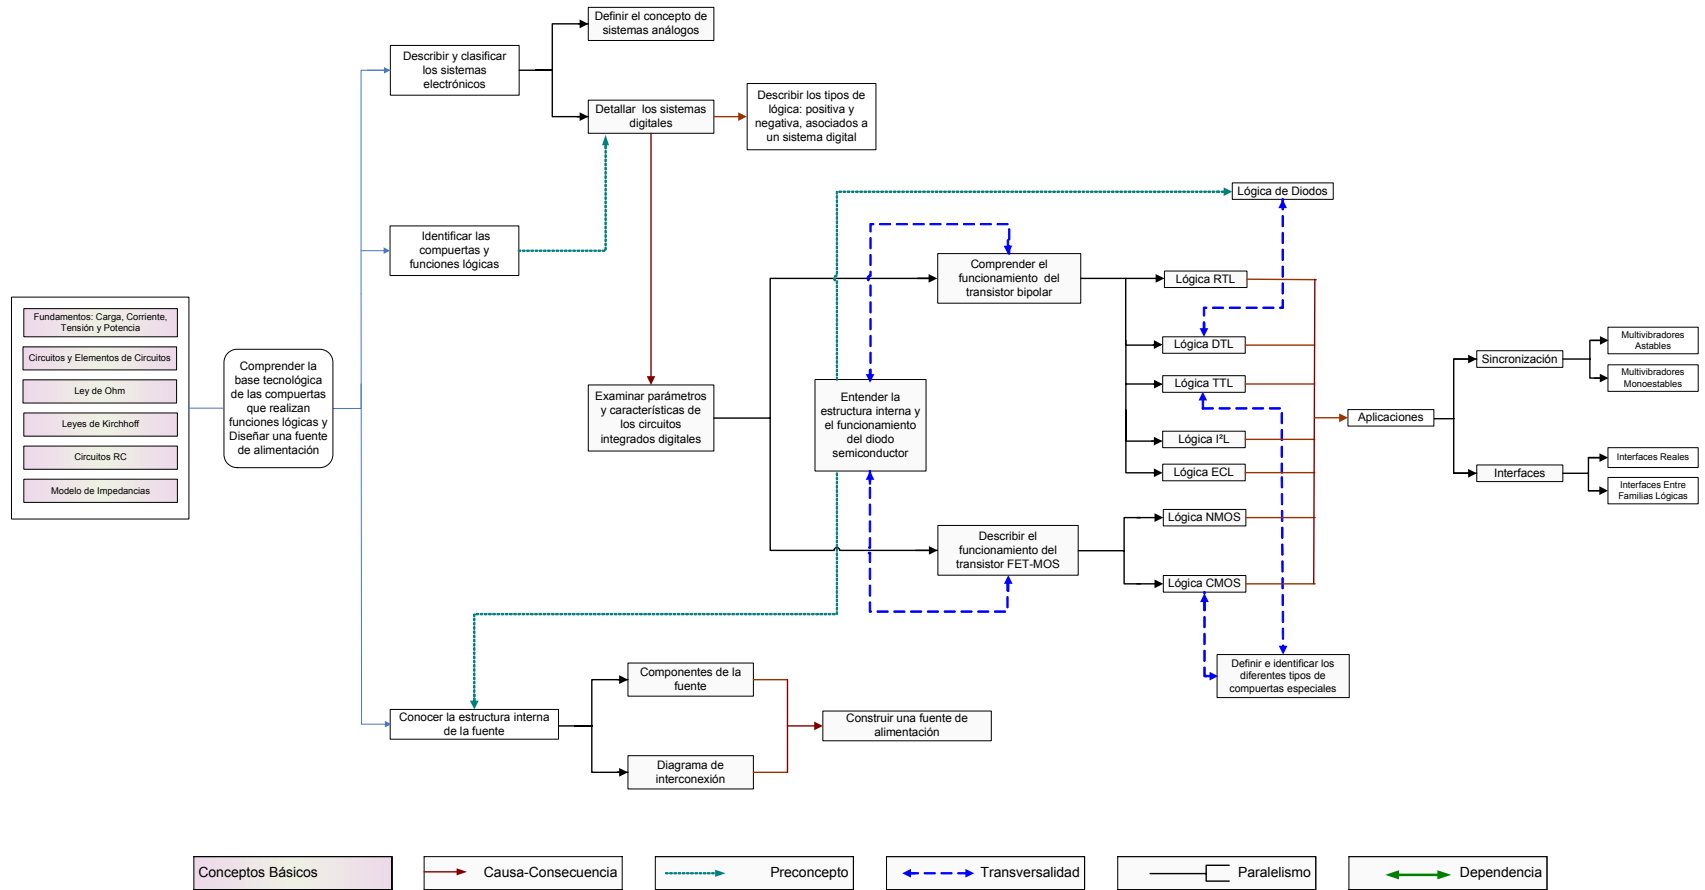 Definir el concepto de
sistemas análogos
Describir y clasificar
los sistemas
electrónicos
Detallar los sistemas
digitales
Describir los tipos de
lógica: positiva y
negativa, asociados a
un sistema digital
Lógica de Diodos
Identificar las
compuertas y
funciones lógicas
Comprender el
funcionamiento del
transistor bipolar
Lógica RTL
Lógica DTL
Lógica TTL
Lógica I²L
Lógica ECL
Lógica NMOS
Lógica CMOS
Fundamentos: Carga, Corriente,
Tensión y Potencia
Circuitos y Elementos de Circuitos
Ley de Ohm
Leyes de Kirchhoff
Circuitos RC
Modelo de Impedancias
Comprender la
base tecnológica
de las compuertas
que realizan
funciones lógicas y
Diseñar una fuente
de alimentación
Examinar parámetros
y características de
los circuitos
integrados digitales
Entender la
estructura interna y
el funcionamiento
del diodo
semiconductor
Describir el
funcionamiento del
transistor FET-MOS
Aplicaciones
Sincronización
Multivibradores
Astables
Multivibradores
Monoestables
Interfaces
Interfaces Reales
Interfaces Entre
Familias Lógicas
Definir e identificar los
diferentes tipos de
compuertas especiales
Conocer la estructura interna
de la fuente
Componentes de la
fuente
Diagrama de
interconexión
Construir una fuente de
alimentación
Conceptos Básicos
Causa-Consecuencia
Preconcepto
Transversalidad
Paralelismo
Dependencia